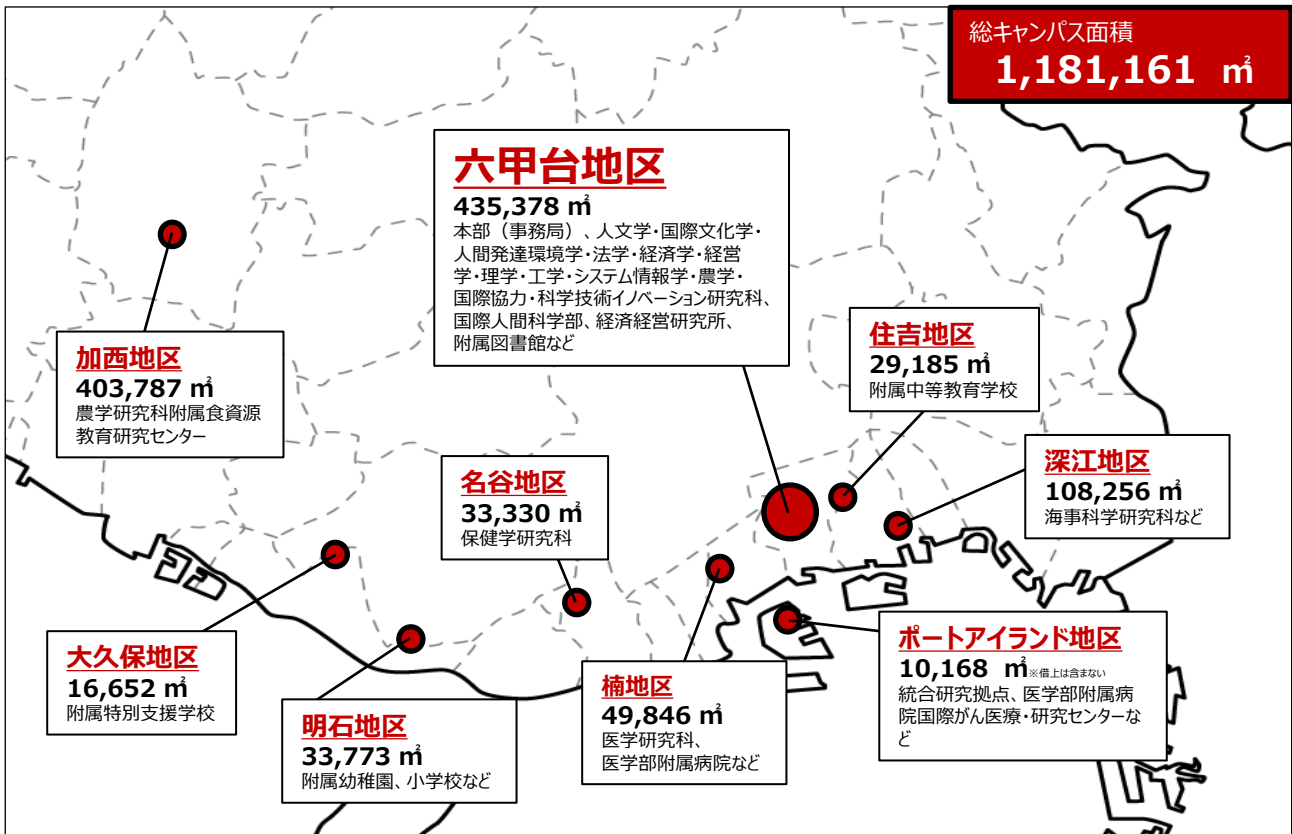 総キャンパス面積
1,181,161 ㎡
六甲台地区
435,378 ㎡
本部（事務局）、人文学・国際文化学・
人間発達環境学・法学・経済学・経営
学・理学・工学・システム情報学・農学・
国際協力・科学技術イノベーション研究科、
国際人間科学部、経済経営研究所、
附属図書館など
加西地区
403,787 ㎡
農学研究科附属食資源
教育研究センター
住吉地区
29,185 ㎡
附属中等教育学校
名谷地区
33,330 ㎡
保健学研究科
深江地区
108,256 ㎡
海事科学研究科など
大久保地区
16,652 ㎡
附属特別支援学校
明石地区
33,773 ㎡
附属幼稚園、小学校など
楠地区
49,846 ㎡
医学研究科、
医学部附属病院など
ポートアイランド地区
10,168 ㎡※借上は含まない
統合研究拠点、医学部附属病
院国際がん医療・研究センターな
ど